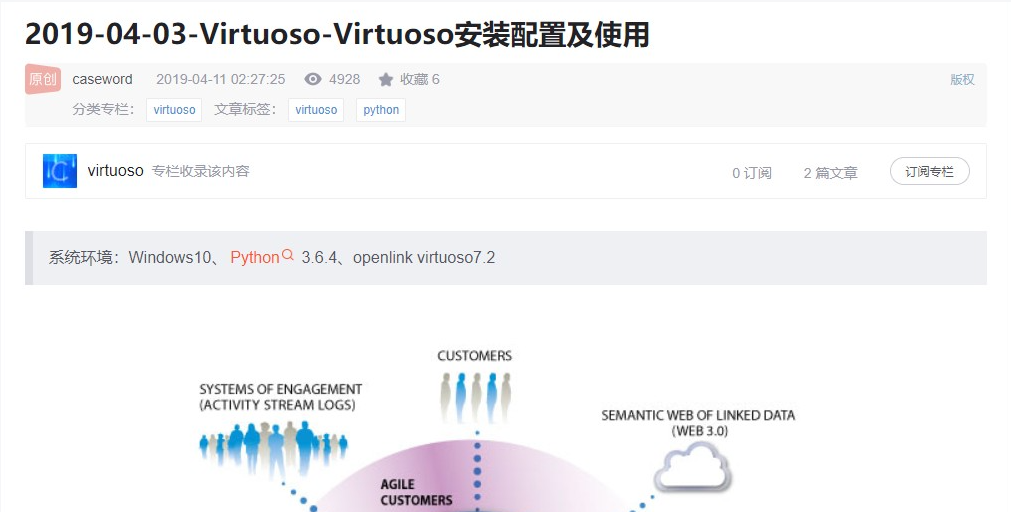 2019-04-03-Virtuoso-Virtuoso安装配置及使用
原创 caseword 2019-04-11 02:27:25 4928 收藏 6 版权
分类专栏： virtuoso 文章标签： virtuoso python
virtuoso 专栏收录该内容 0 订阅 2 篇文章 订阅专栏
系统环境：Windows10、 Python 3.6.4、openlink virtuoso7.2
CUSTOMERS
SYSTEMS OF ENGAGEMENT
(ACTIVITY STREAM LOGS)
SEMANTIC WEB OF LINKED DATA
(WEB 3.0)
AGILE
CUSTOMERS